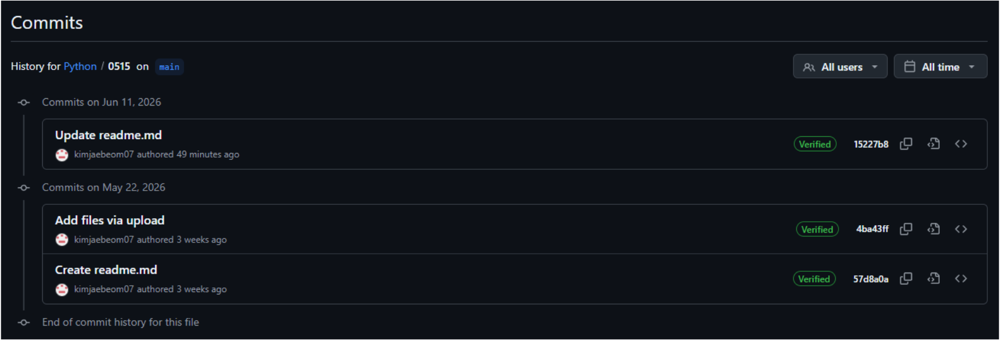 Commits
History for Python / 0515 on main
All users
All time
Commits on Jun 11, 2026
Update readme.md
kimjaebeom07 authored 49 minutes ago
Verified
15227b8
Commits on May 22, 2026
Add files via upload
kimjaebeom07 authored 3 weeks ago
Verified
4ba43ff
Create readme.md
kimjaebeom07 authored 3 weeks ago
Verified
57d8a0a
End of commit history for this file